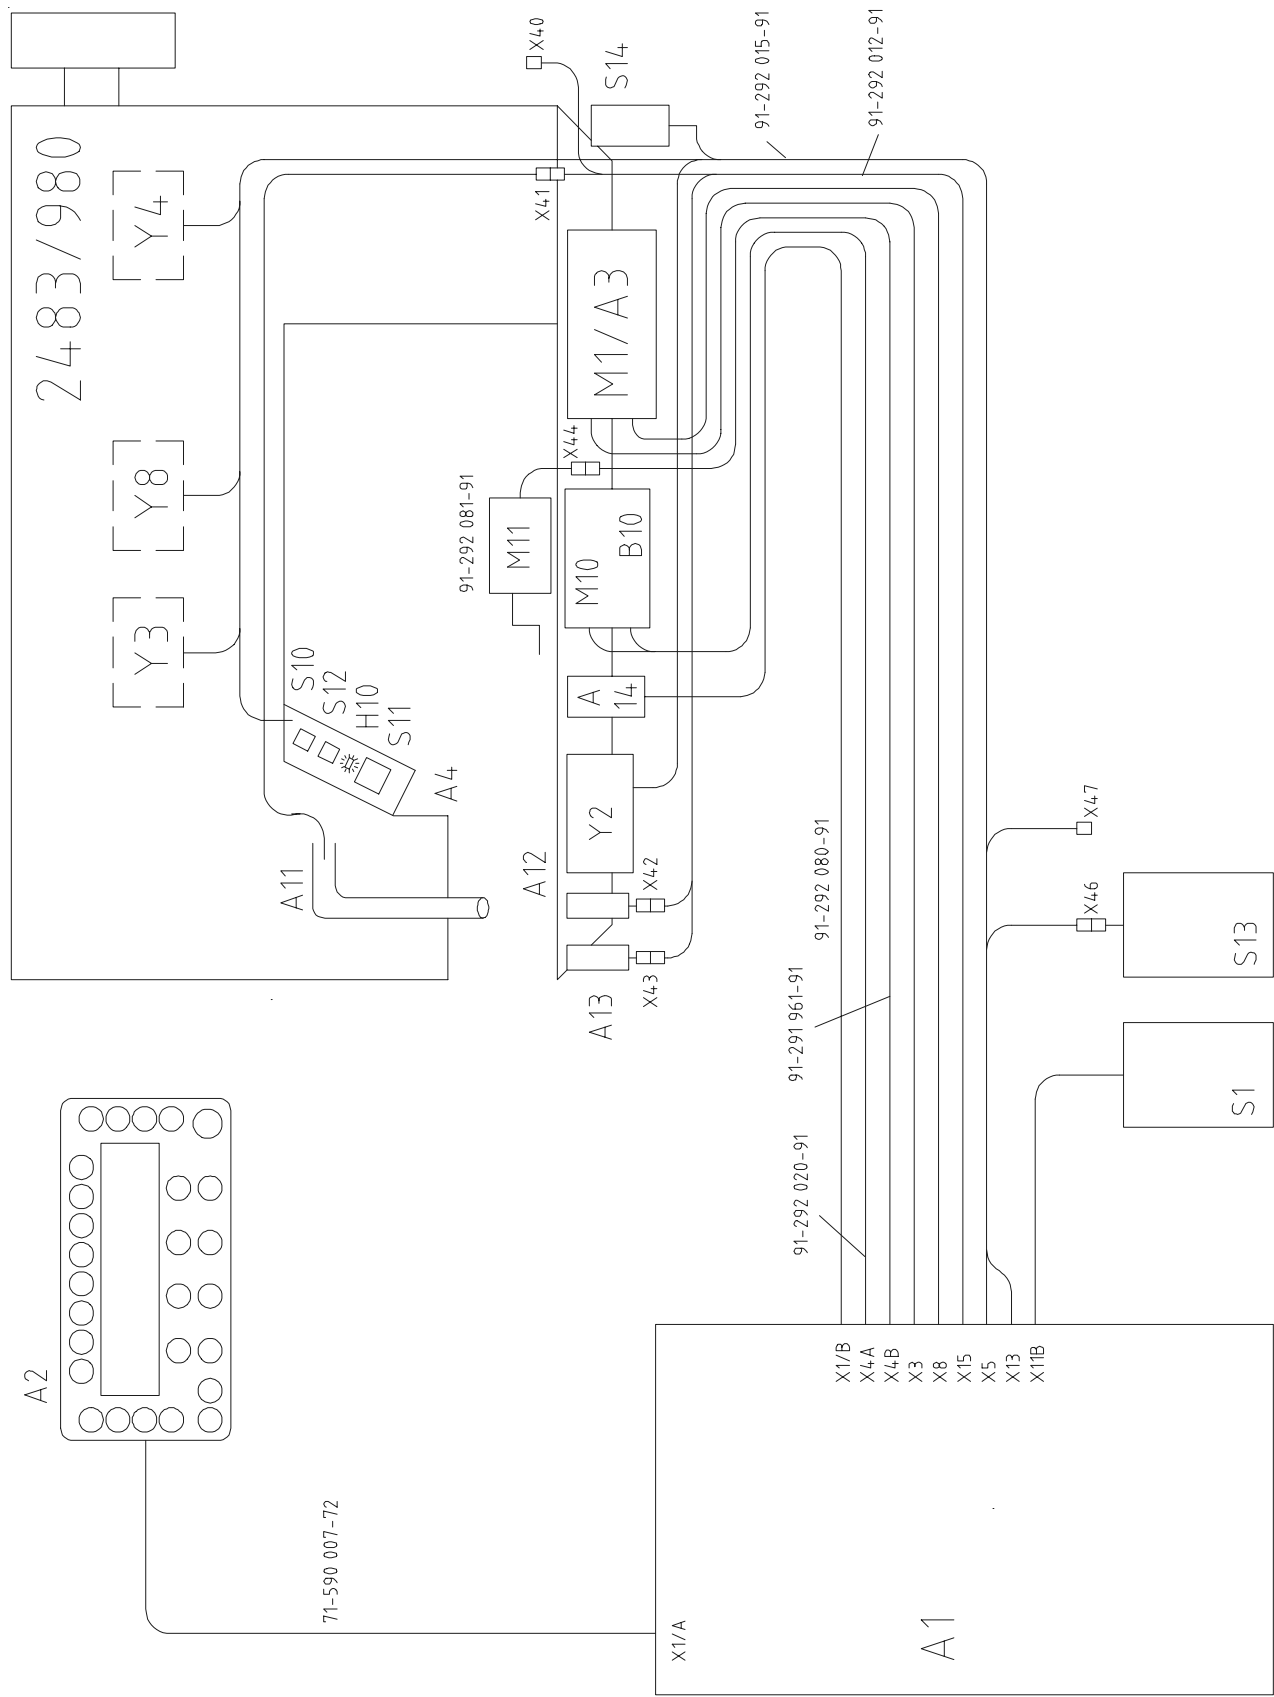 2483/980
Y4
Y8
Y3
S10
S12
H10
S11
A4
A11
A12
A13
X40
S14
X41
91-292 015-91
91-292 012-91
M1/A3
X44
91-292 081-91
M11
M10
B10
A
14
Y2
X42
X43
91-292 080-91
91-291 961-91
91-292 020-91
X47
X46
S13
S1
A2
71-590 007-72
X1/A
A1
X1/B
X4A
X4B
X3
X8
X15
X5
X13
X11B